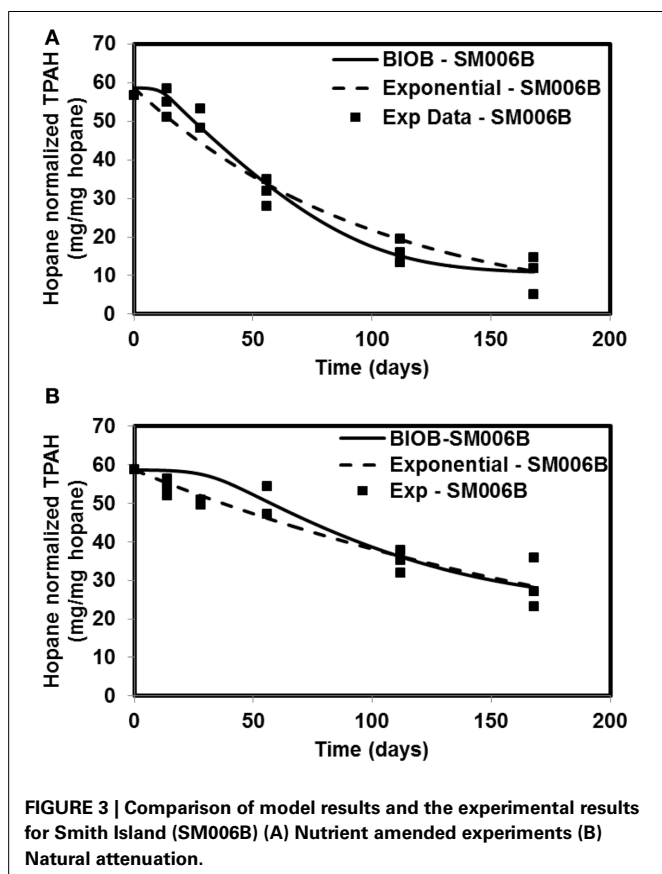 A
Hopane normalized TPAH
(mg/mg hopane)
70
60
50
40
30
20
10
0
BIOB - SM006B
Exponential - SM006B
Exp Data - SM006B
0 50 100 150 200
Time (days)
B
Hopane normalized TPAH
(mg/mg hopane)
70
60
50
40
30
20
10
0
BIOB-SM006B
Exponential - SM006B
Exp - SM006B
0 50 100 150 200
Time (days)
FIGURE 3 | Comparison of model results and the experimental results
for Smith Island (SM006B) (A) Nutrient amended experiments (B)
Natural attenuation.